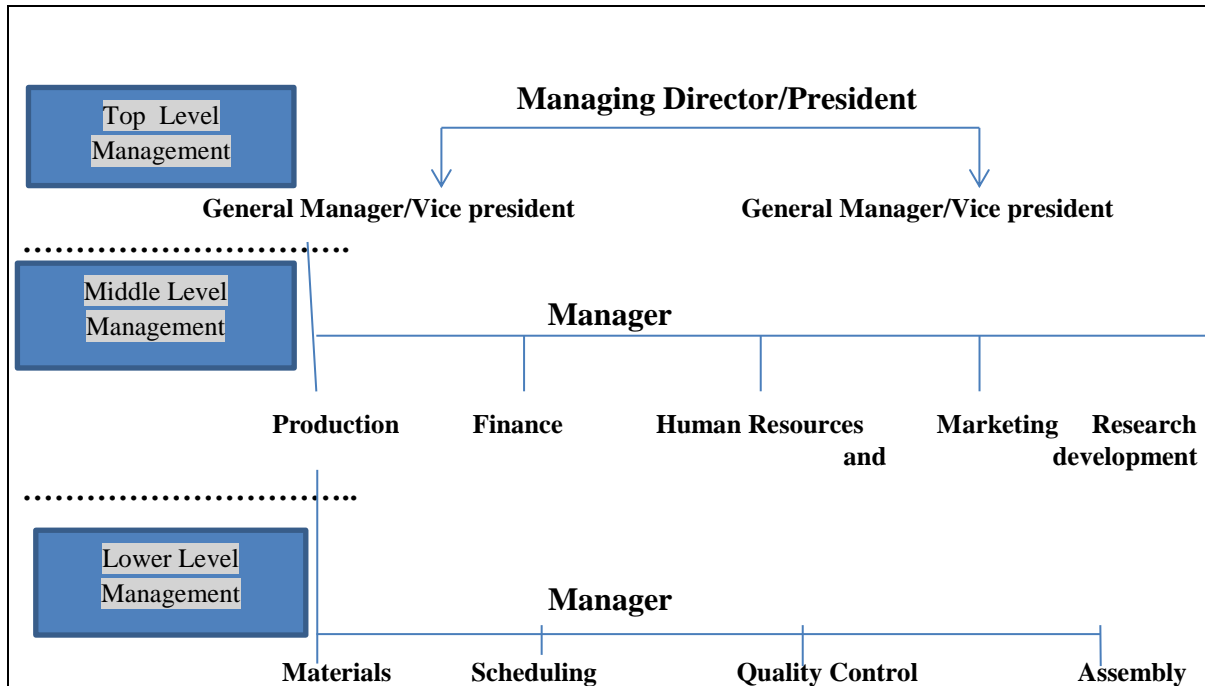 Top Level
Management
Managing Director/President
General Manager/Vice president General Manager/Vice president
…………………………….
Middle Level
Management
Manager
Production Finance Human Resources Marketing Research
and development
……………………………..
Lower Level
Management
Manager
Materials Scheduling Quality Control Assembly